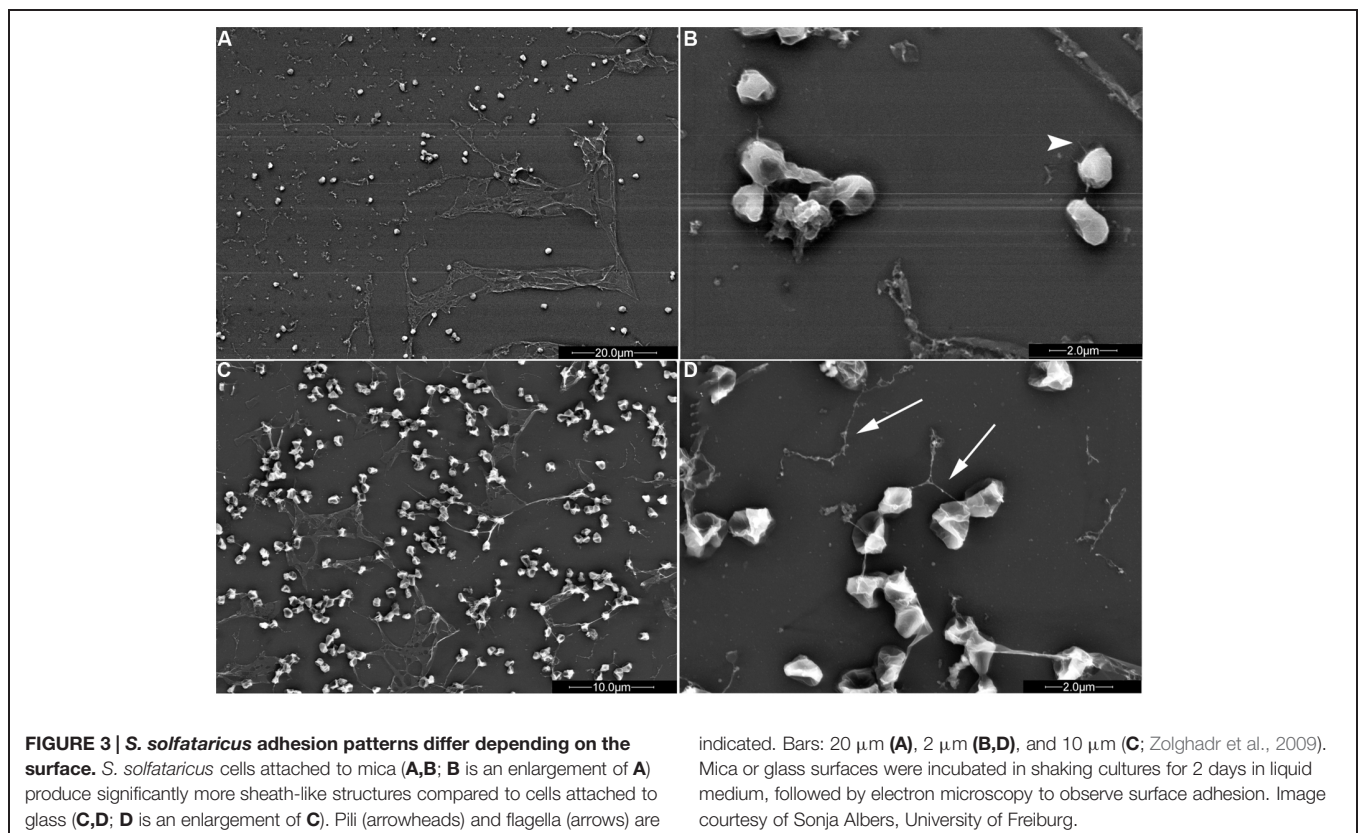 A
B
20.0µm
2.0µm
C
D
10.0µm
2.0µm
FIGURE 3 | S. solfataricus adhesion patterns differ depending on the
surface. S. solfataricus cells attached to mica (A,B; B is an enlargement of A)
produce significantly more sheath-like structures compared to cells attached to
glass (C,D; D is an enlargement of C). Pili (arrowheads) and flagella (arrows) are
indicated. Bars: 20 µm (A), 2 µm (B,D), and 10 µm (C; Zolghadr et al., 2009).
Mica or glass surfaces were incubated in shaking cultures for 2 days in liquid
medium, followed by electron microscopy to observe surface adhesion. Image
courtesy of Sonja Albers, University of Freiburg.